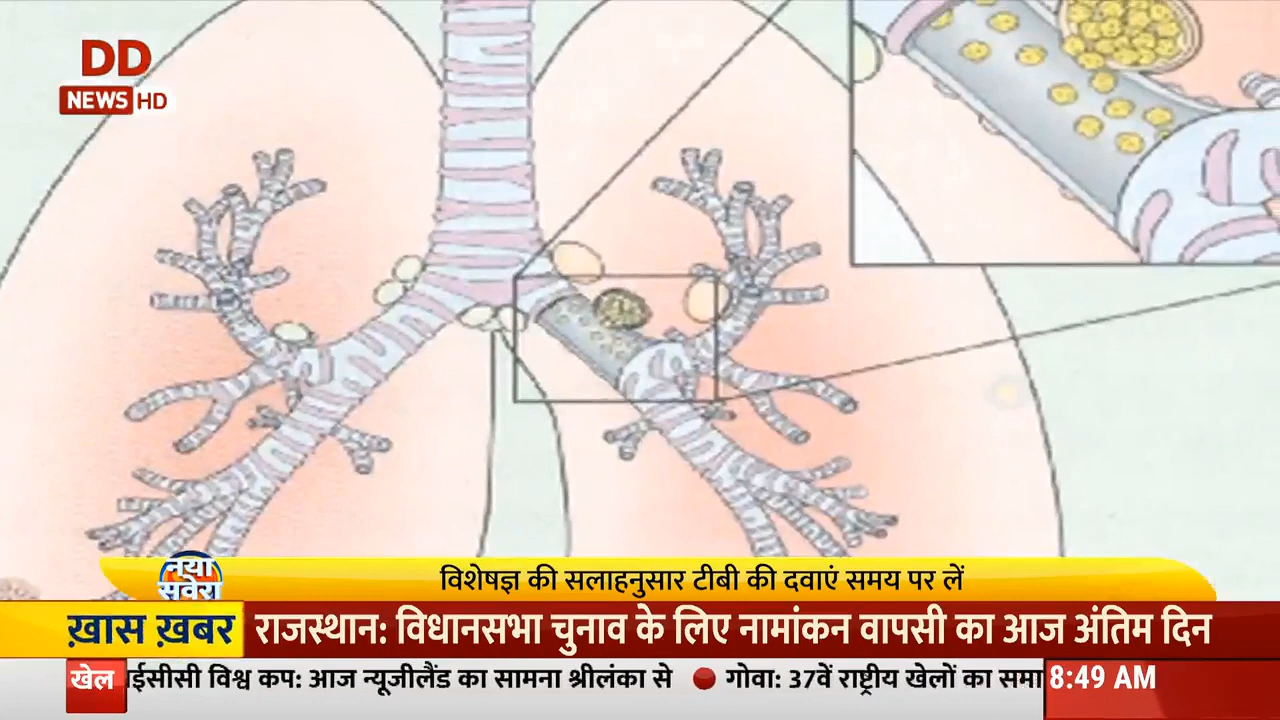 DD
NEWS HD
नया
सवेरा
विशेषज्ञ की सलाहनुसार टीबी की दवाएं समय पर लें
ख़ास ख़बर
राजस्थान: विधानसभा चुनाव के लिए नामांकन वापसी का आज अंतिम दिन
खेल
ईसीसी विश्व कप: आज न्यूजीलैंड का सामना श्रीलंका से
गोवा: 37वें राष्ट्रीय खेलों का समा
8:49 AM